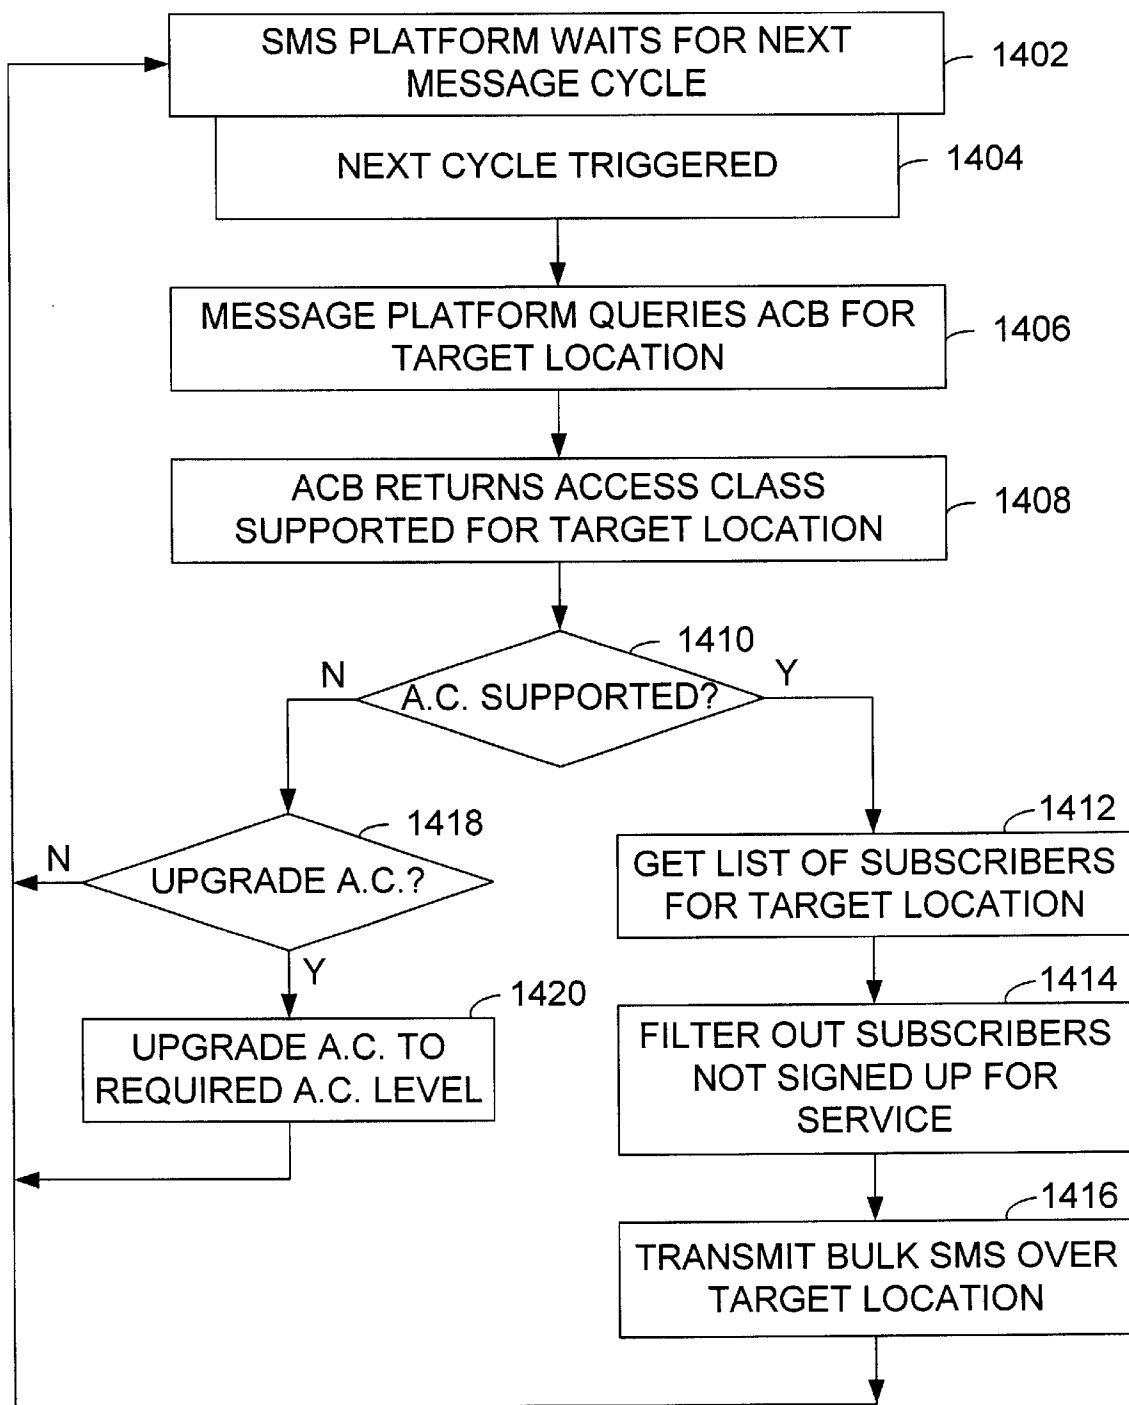 SMS PLATFORM WAITS FOR NEXT
MESSAGE CYCLE
1402
NEXT CYCLE TRIGGERED
1404
MESSAGE PLATFORM QUERIES ACB FOR
TARGET LOCATION
1406
ACB RETURNS ACCESS CLASS
SUPPORTED FOR TARGET LOCATION
1408
1410
N
A.C. SUPPORTED?
Y
1418
N
UPGRADE A.C.?
Y
1420
UPGRADE A.C. TO
REQUIRED A.C. LEVEL
1412
GET LIST OF SUBSCRIBERS
FOR TARGET LOCATION
1414
FILTER OUT SUBSCRIBERS
NOT SIGNED UP FOR
SERVICE
1416
TRANSMIT BULK SMS OVER
TARGET LOCATION